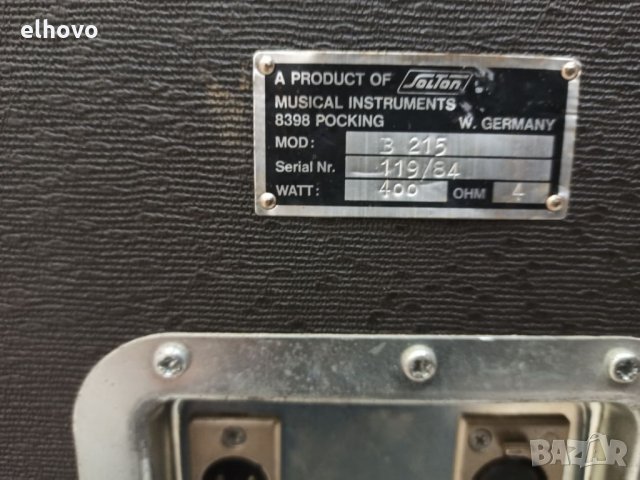 elhovo
A PRODUCT OF SOLTON
MUSICAL INSTRUMENTS
8398 POCKING W. GERMANY
MOD: B 215
Serial Nr. 119/84
WATT: 400 OHM 4
BAZAR